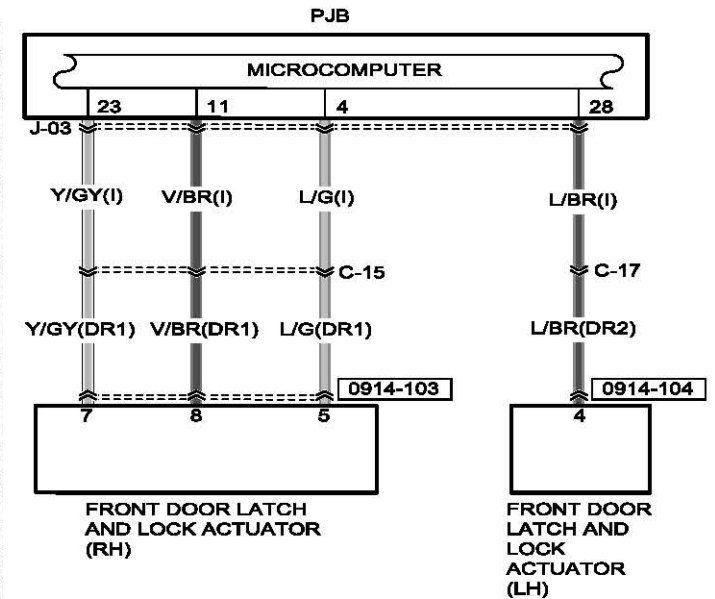 PJB
MICROCOMPUTER
23 11 4 28
J-03
Y/GY(I) V/BR(I) L/G(I) L/BR(I)
C-15 C-17
Y/GY(DR1) V/BR(DR1) L/G(DR1) L/BR(DR2)
0914-103 0914-104
7 8 5 4
FRONT DOOR LATCH
AND LOCK ACTUATOR
(RH)
FRONT DOOR
LATCH AND
LOCK
ACTUATOR
(LH)